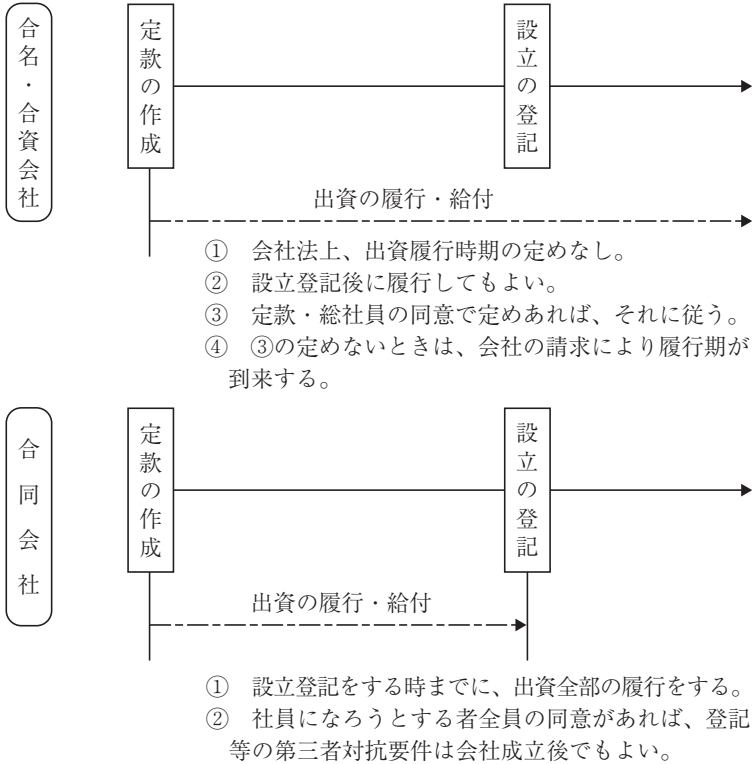 合名・合資会社
定款の作成
設立の登記
出資の履行・給付
① 会社法上、出資履行時期の定めなし。
② 設立登記後に履行してもよい。
③ 定款・総社員の同意で定めあれば、それに従う。
④ ③の定めないときは、会社の請求により履行期が
到来する。
合同会社
定款の作成
設立の登記
出資の履行・給付
① 設立登記をする時までに、出資全部の履行をする。
② 社員になろうとする者全員の同意があれば、登記
等の第三者対抗要件は会社成立後でもよい。